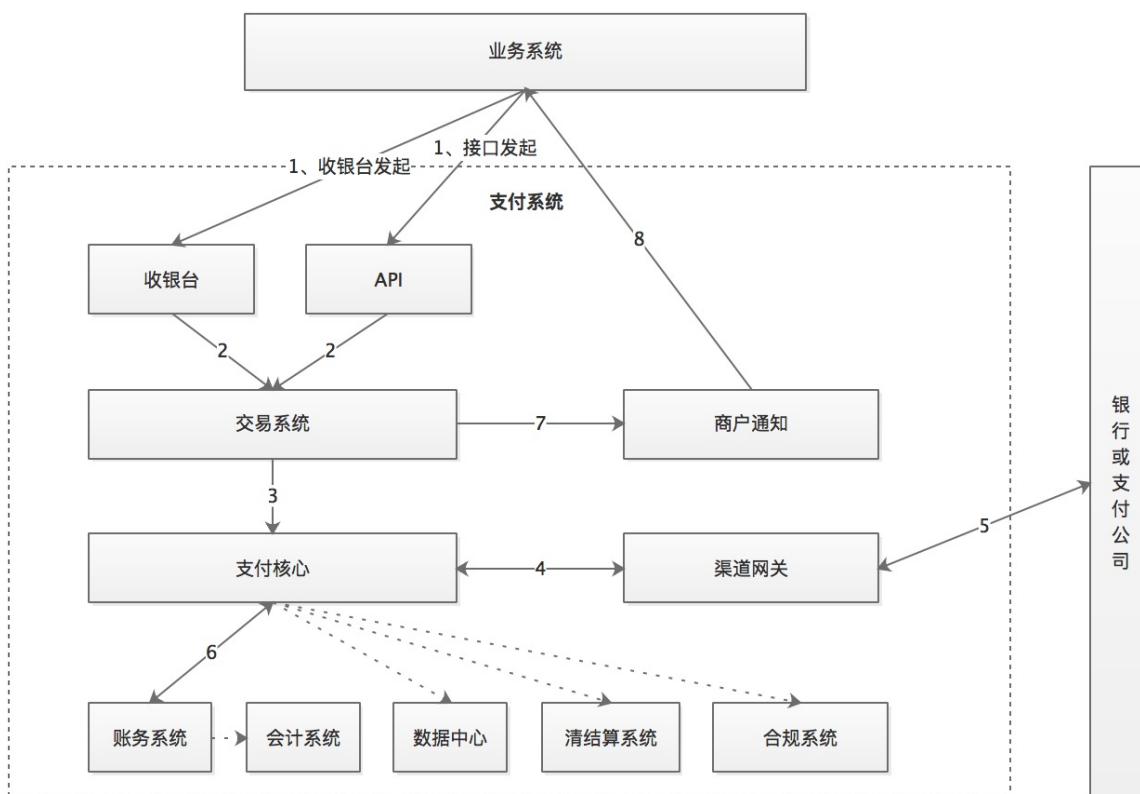 业务系统
1、收银台发起
1、接口发起
支付系统
8
收银台
API
2
2
交易系统
7
商户通知
3
银行或支付公司
5
支付核心
4
渠道网关
6
账务系统
会计系统
数据中心
清结算系统
合规系统